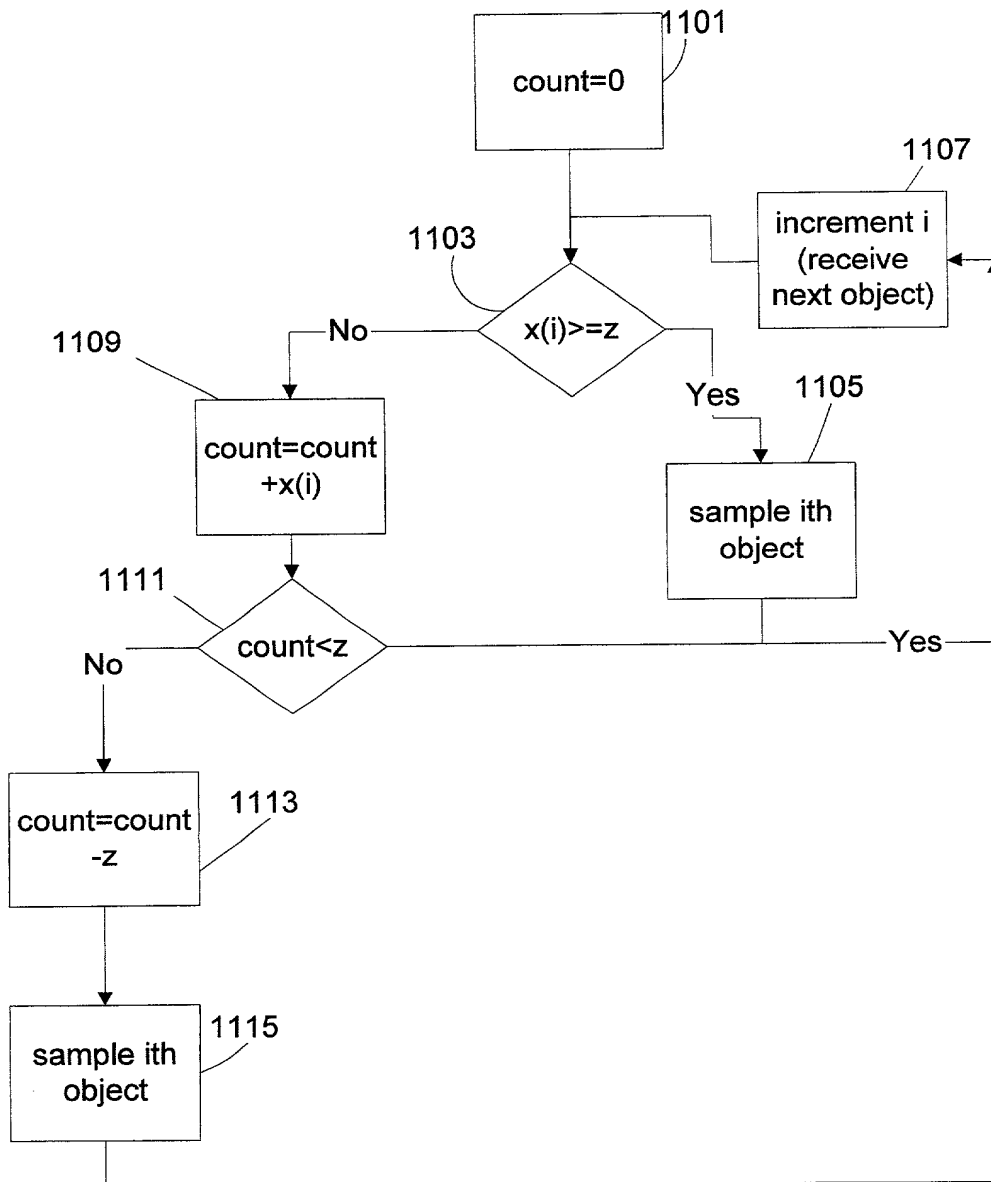 1101
count=0
1107
increment i
(receive
next object)
1103
x(i)>=z
No
Yes
1109
count=count
+x(i)
1105
sample ith
object
1111
count<z
No
Yes
1113
count=count
-z
1115
sample ith
object